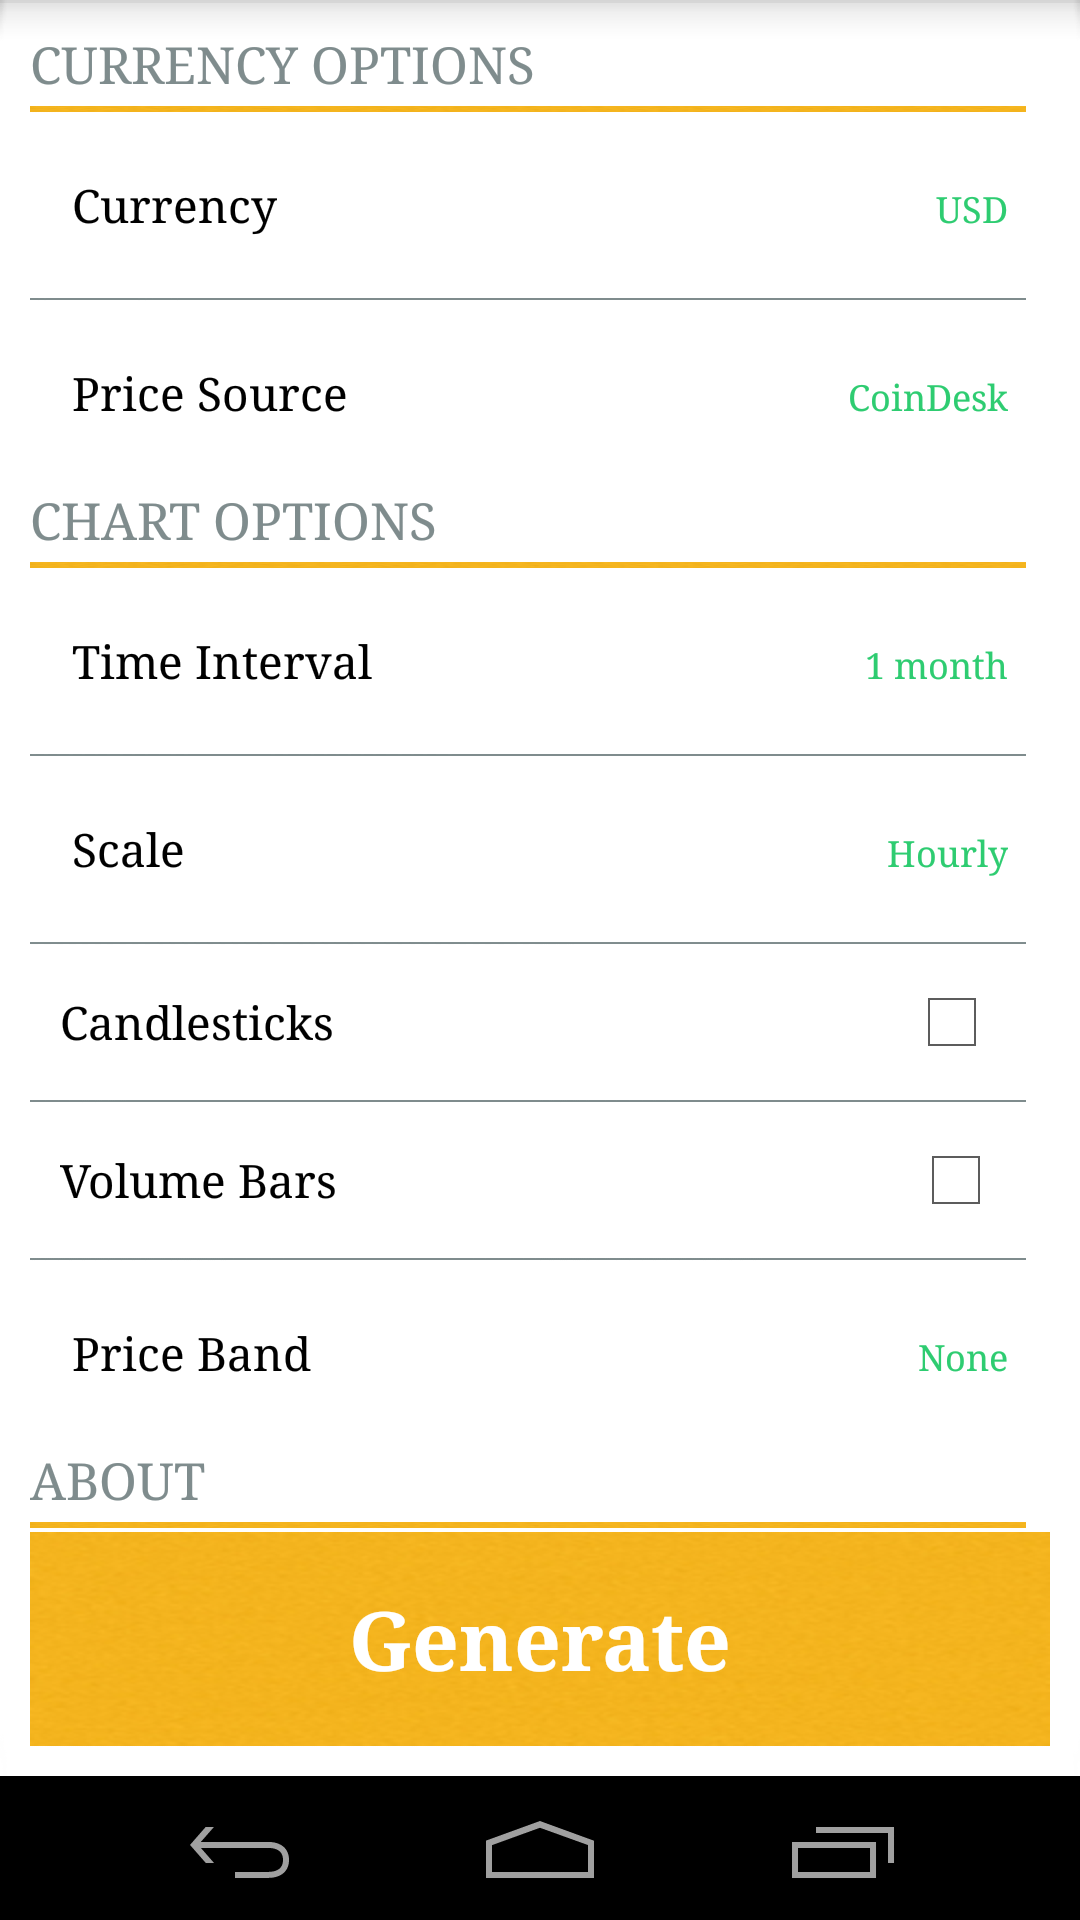 CURRENCY OPTIONS
Currency USD
Price Source CoinDesk
CHART OPTIONS
Time Interval 1 month
Scale Hourly
Candlesticks
Volume Bars
Price Band None
ABOUT
Generate